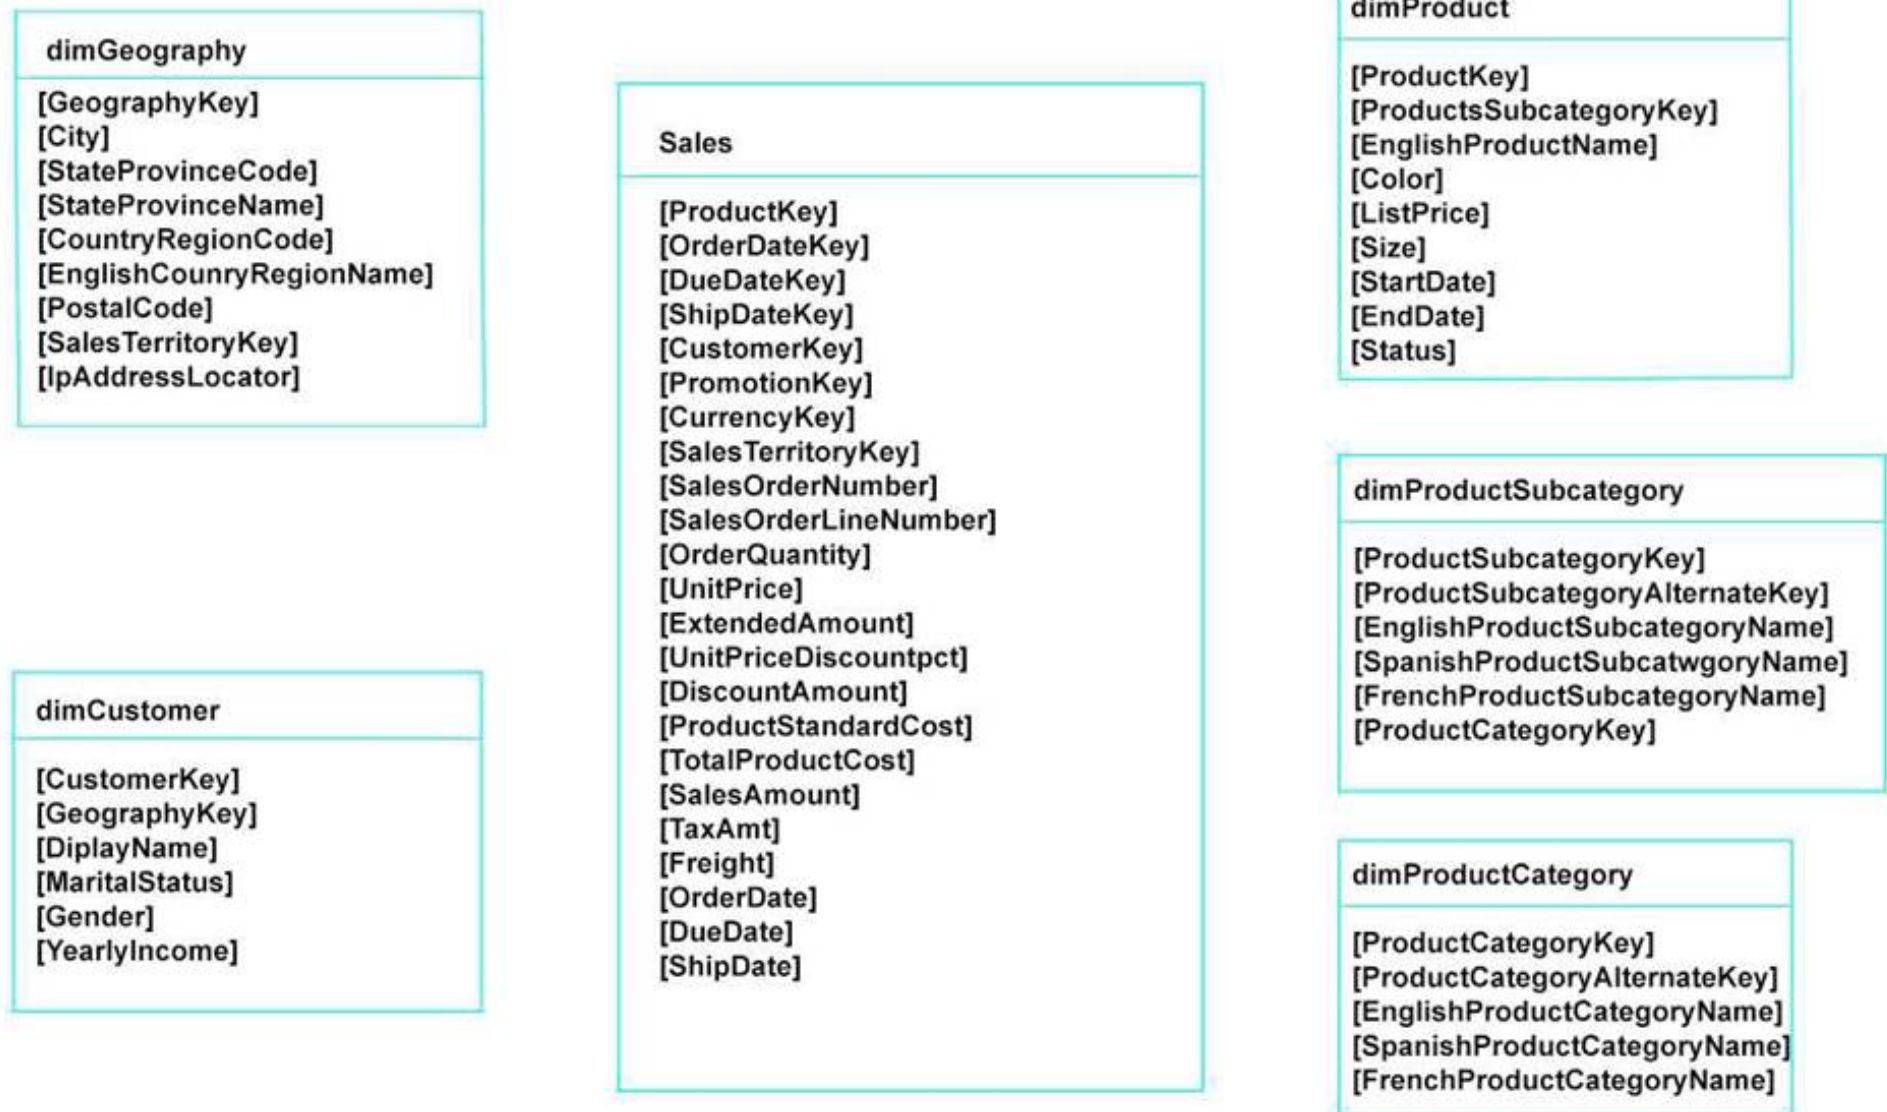 dimGeography
[GeographyKey]
[City]
[StateProvinceCode]
[StateProvinceName]
[CountryRegionCode]
[EnglishCounryRegionName]
[PostalCode]
[SalesTerritoryKey]
[IpAddressLocator]
dimCustomer
[CustomerKey]
[GeographyKey]
[DiplayName]
[MaritalStatus]
[Gender]
[YearlyIncome]
Sales
[ProductKey]
[OrderDateKey]
[DueDateKey]
[ShipDateKey]
[CustomerKey]
[PromotionKey]
[CurrencyKey]
[SalesTerritoryKey]
[SalesOrderNumber]
[SalesOrderLineNumber]
[OrderQuantity]
[UnitPrice]
[ExtendedAmount]
[UnitPriceDiscountpct]
[DiscountAmount]
[ProductStandardCost]
[TotalProductCost]
[SalesAmount]
[TaxAmt]
[Freight]
[OrderDate]
[DueDate]
[ShipDate]
dimProduct
[ProductKey]
[ProductsSubcategoryKey]
[EnglishProductName]
[Color]
[ListPrice]
[Size]
[StartDate]
[EndDate]
[Status]
dimProductSubcategory
[ProductSubcategoryKey]
[ProductSubcategoryAlternateKey]
[EnglishProductSubcategoryName]
[SpanishProductSubcatwgoryName]
[FrenchProductSubcategoryName]
[ProductCategoryKey]
dimProductCategory
[ProductCategoryKey]
[ProductCategoryAlternateKey]
[EnglishProductCategoryName]
[SpanishProductCategoryName]
[FrenchProductCategoryName]